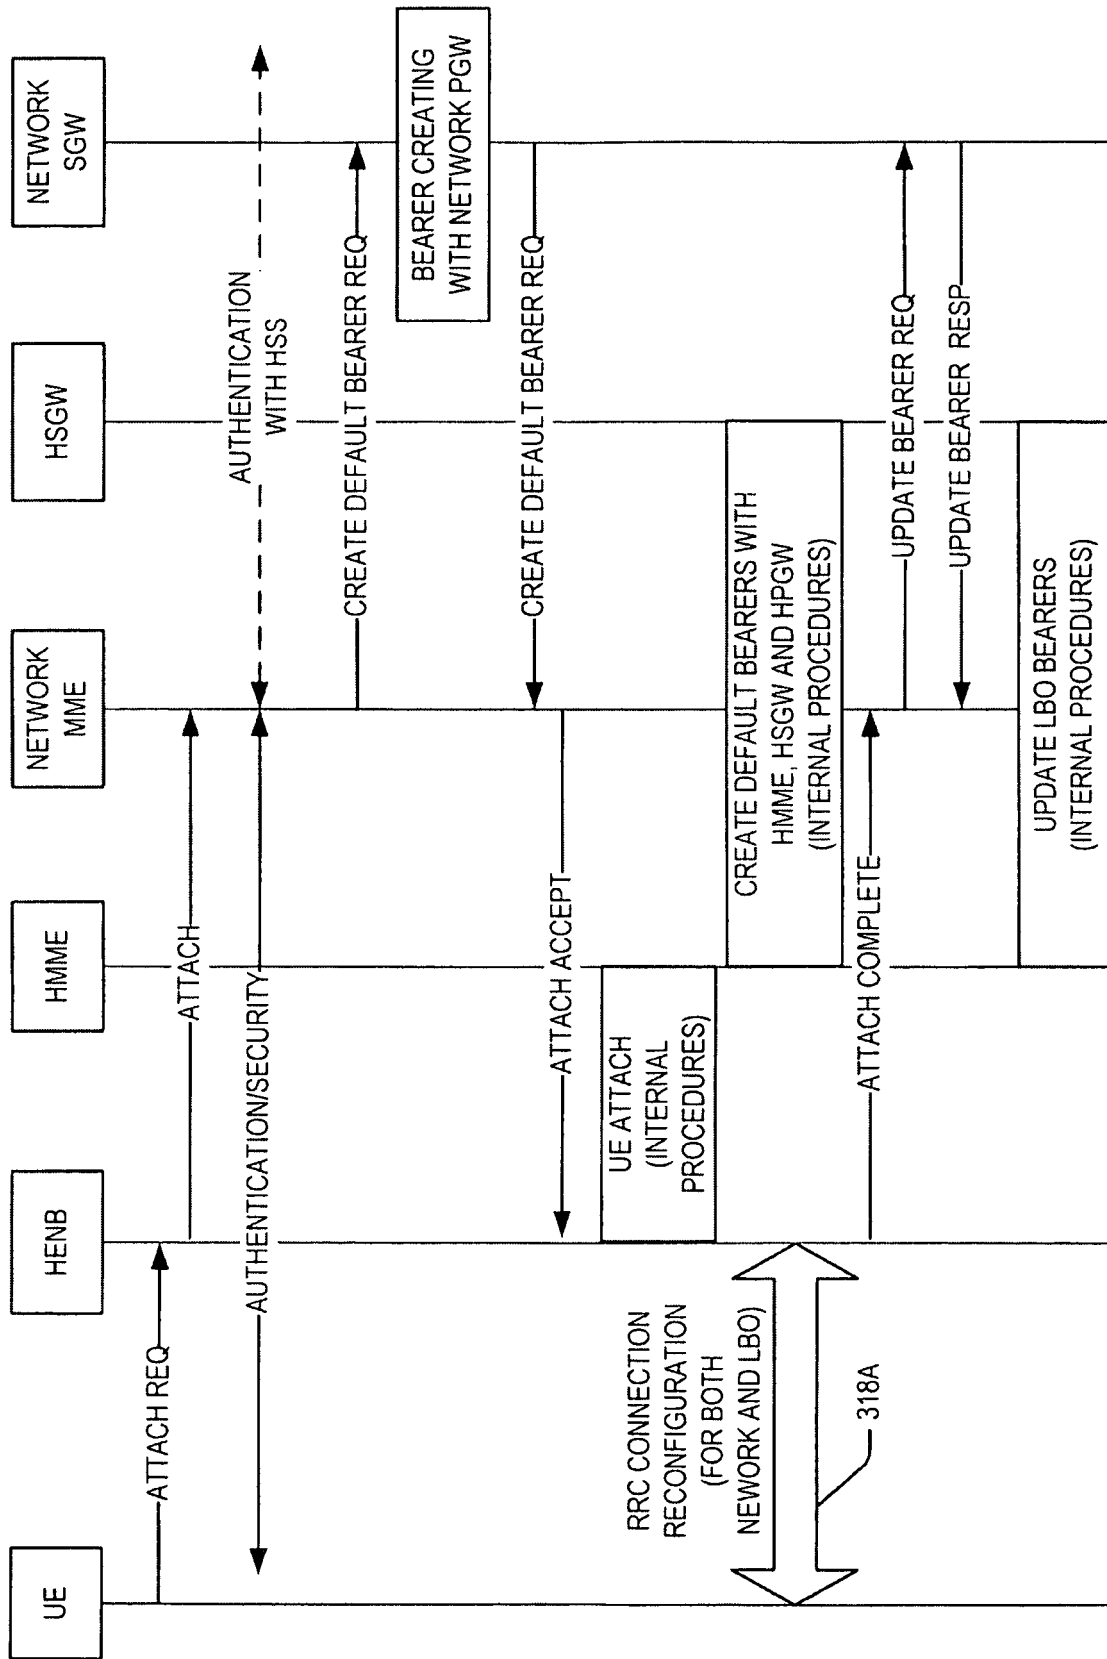 UE
HENB
HMME
NETWORK
MME
HSGW
NETWORK
SGW
ATTACH REQ
ATTACH
AUTHENTICATION/SECURITY
AUTHENTICATION
WITH HSS
CREATE DEFAULT BEARER REQ
BEARER CREATING
WITH NETWORK PGW
CREATE DEFAULT BEARER REQ
ATTACH ACCEPT
UE ATTACH
(INTERNAL
PROCEDURES)
RRC CONNECTION
RECONFIGURATION
(FOR BOTH
NEWORK AND LBO)
318A
CREATE DEFAULT BEARERS WITH
HMME, HSGW AND HPGW
(INTERNAL PROCEDURES)
ATTACH COMPLETE
UPDATE BEARER REQ
UPDATE BEARER RESP
UPDATE LBO BEARERS
(INTERNAL PROCEDURES)